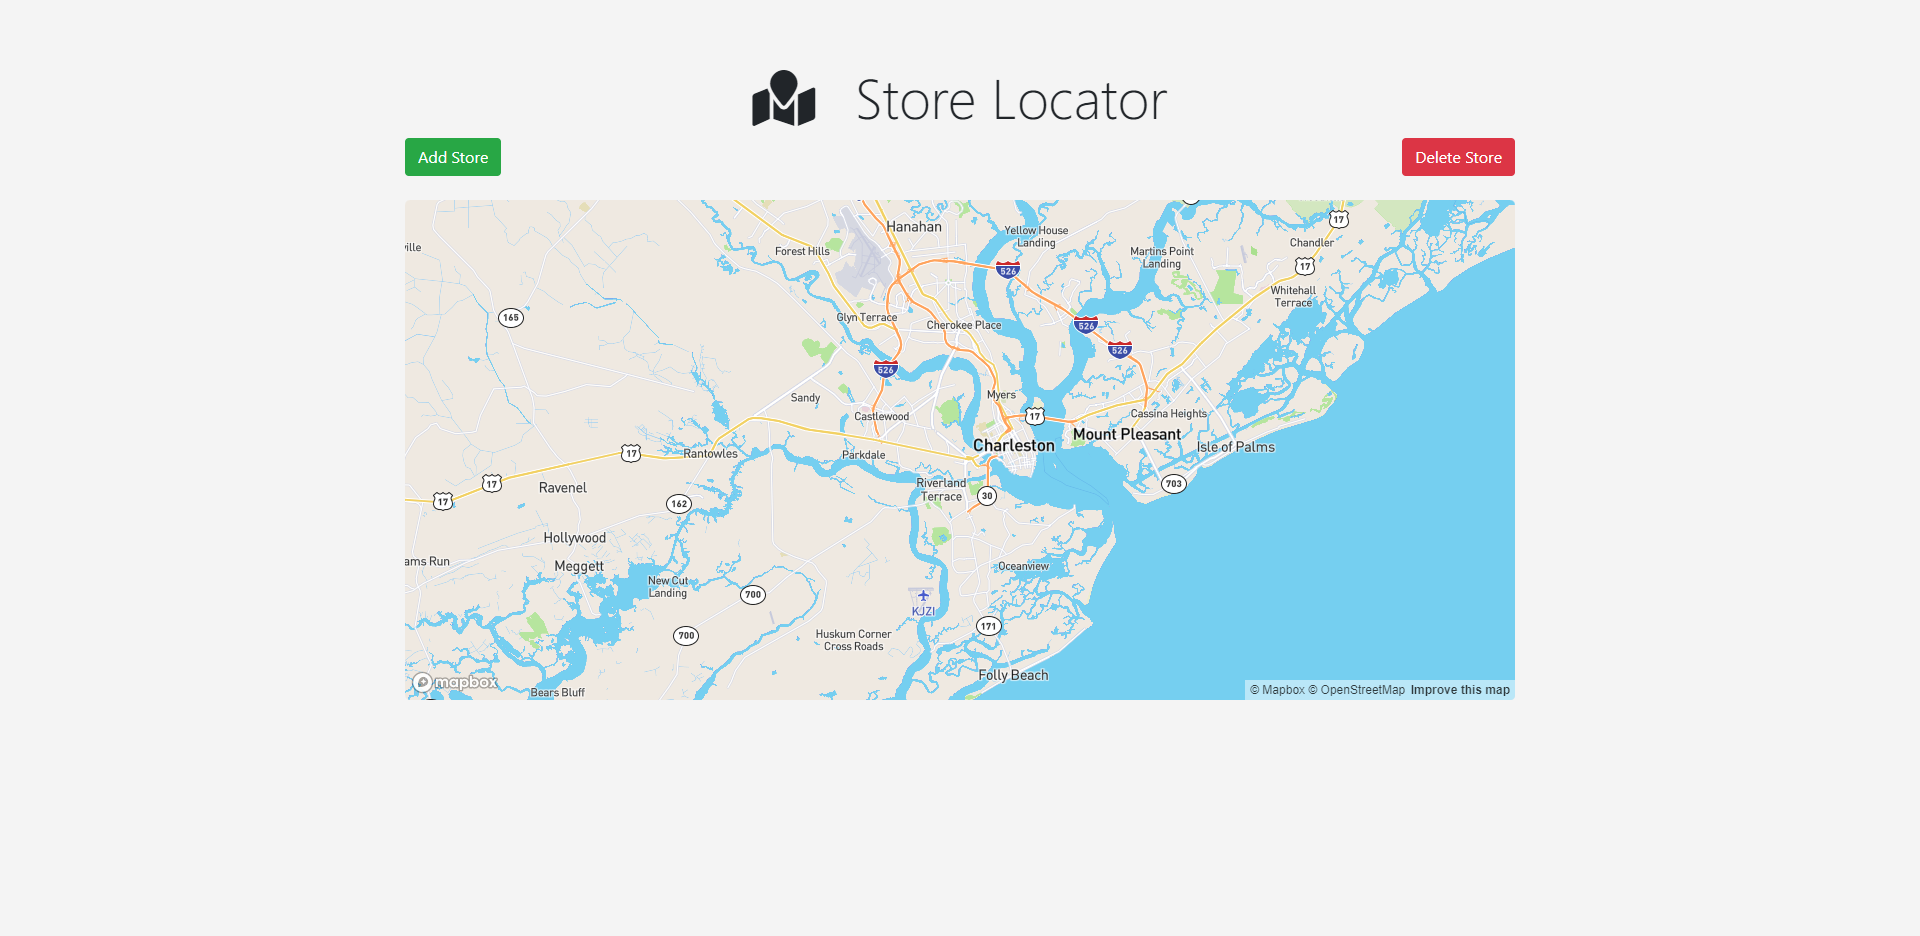 Store Locator
Add Store
Delete Store
Hanahan
17
Yellow House
Landing
ville
Forest Hills
Martins Point
Landing
Chandler
17
526
Whitehall
Terrace
165
Glyn Terrace
Cherokee Place
526
526
526
Sandy
Myers
Castlewood
17
Cassina Heights
Charleston
Mount Pleasant
Isle of Palms
17
Rantowles
Parkdale
17
Ravenel
Riverland
Terrace
703
17
162
30
Hollywood
ams Run
Meggett
Oceanview
New Cut
Landing
700
KJZI
171
700
Huskum Corner
Cross Roads
Folly Beach
mapbox
Bears Bluff
© Mapbox © OpenStreetMap Improve this map